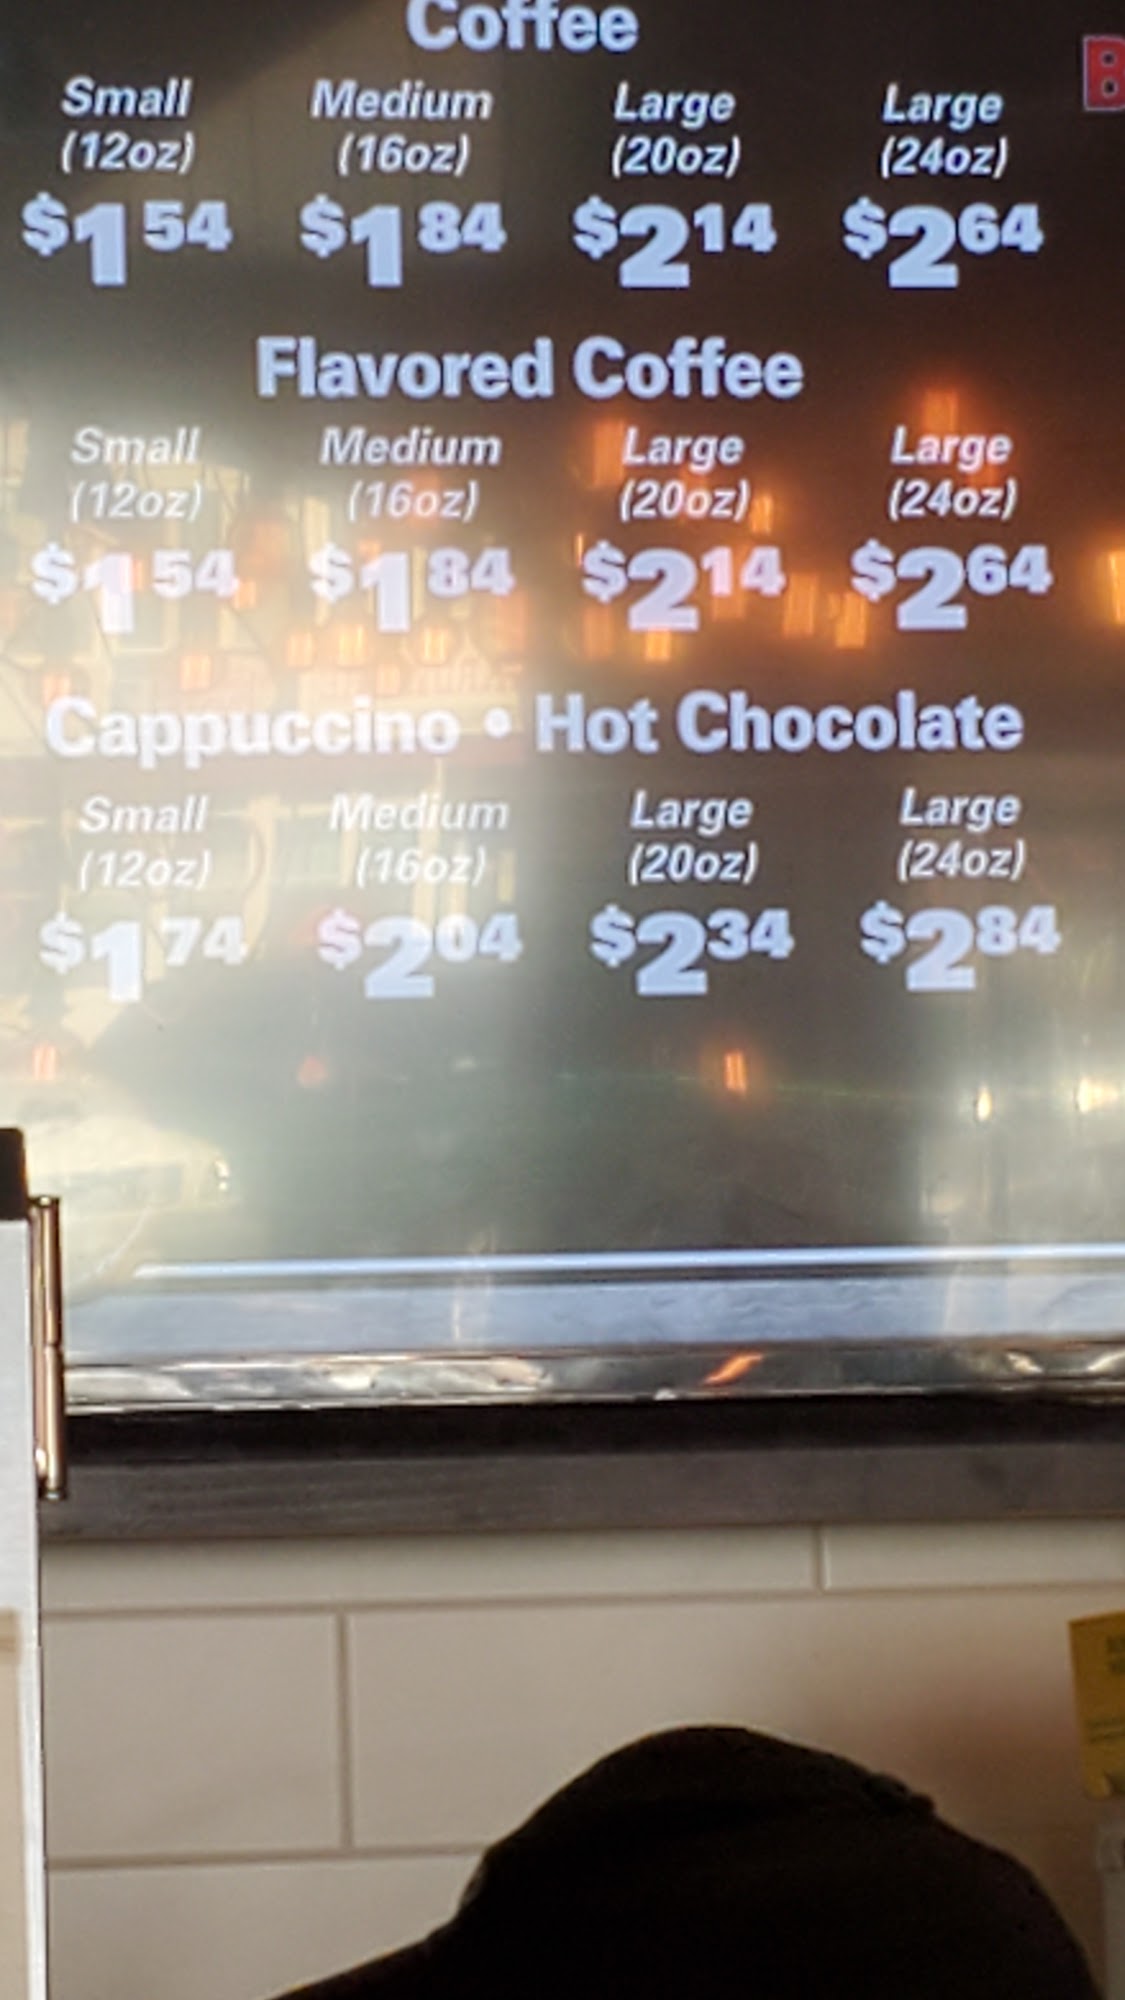 Coffee
Small Medium Large Large
(12oz) (16oz) (20oz) (24oz)
$1 54 $1 84 $2 14 $2 64
Flavored Coffee
Small Medium Large Large
(12oz) (16oz) (20oz) (24oz)
$1 54 $1 84 $2 14 $2 64
Cappuccino • Hot Chocolate
Small Medium Large Large
(12oz) (16oz) (20oz) (24oz)
$1 74 $2 04 $2 34 $2 84